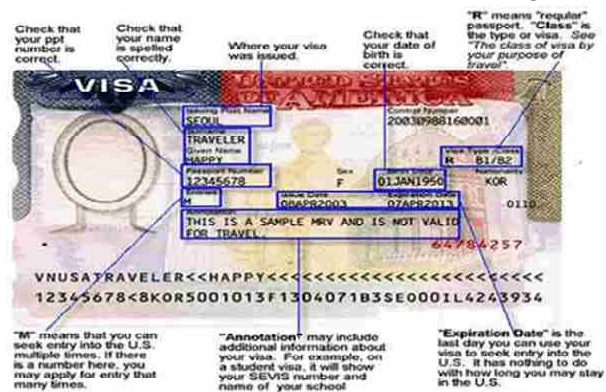 "R" means "regular"
passport. "Class" is
the type or visa. See
"The class of visa by
your purpose of
travel".
Check that
your ppt
number is
correct.
Check that
your name
is spelled
correctly.
Where your visa
was issued.
Check that
your date of
birth is
correct.
VISA
UNITED STATES
OF AMERICA
Issuing Post Name
SEOUL
Control Number
20030988160001
Surname
TRAVELER
Given Name
HAPPY
Visa Type /Class
R B1/B2
Passport Number
12345678
Sex
F
01JAN1950
Nationality
KOR
Entries
M
Issue Date
08APR2003
Expiration Date
07APR2013
0110
Annotation
THIS IS A SAMPLE MRV AND IS NOT VALID
FOR TRAVEL.
64784257
VNUSATRAVELER<<HAPPY<<<<<<<<<<<<<<<<<<<<<<<<
12345678<8KOR5001013F1304071B3SE000IL4243934
"M" means that you can
seek entry into the U.S.
multiple times. If there
is a number here, you
may apply for entry that
many times.
"Annotation" may include
additional information about
your visa. For example, on
a student visa, it will show
your SEVIS number and
name of your school
"Expiration Date" is the
last day you can use your
visa to seek entry into the
U.S. It has nothing to do
with how long you may stay
in the U.S.